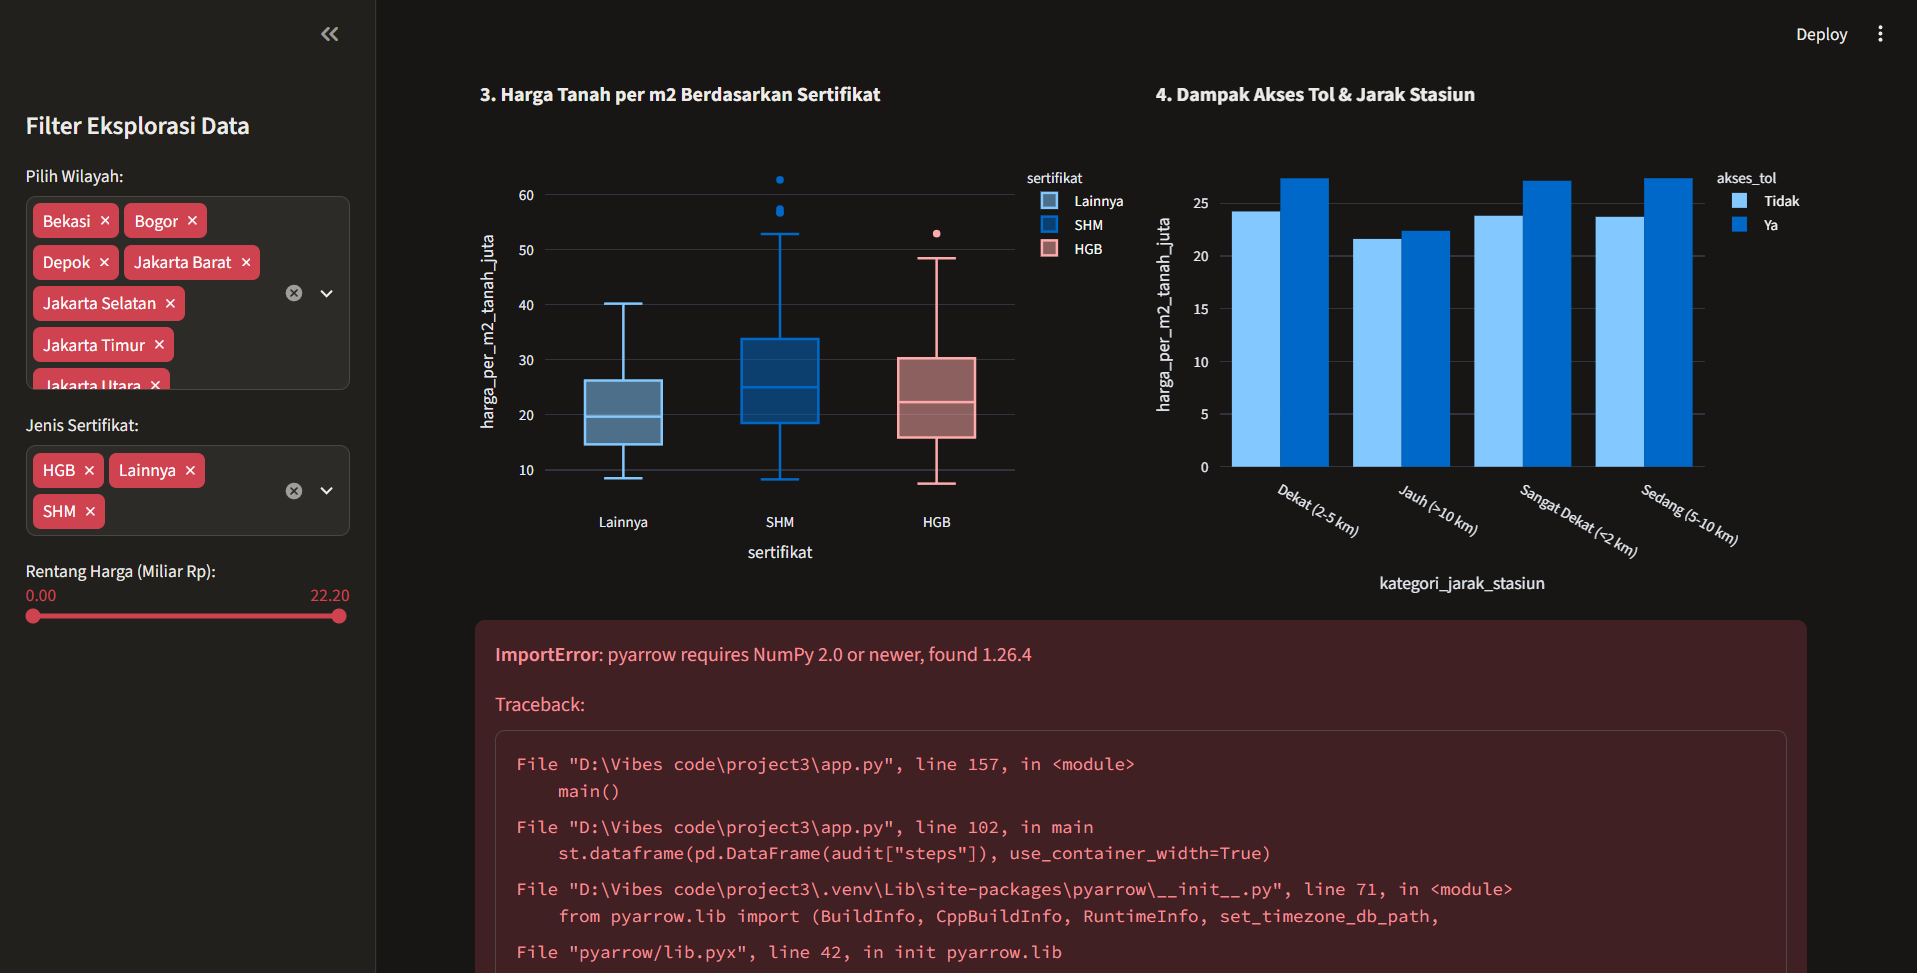 Deploy
Filter Eksplorasi Data
Pilih Wilayah:
Bekasi
Bogor
Depok
Jakarta Barat
Jakarta Selatan
Jakarta Timur
Jakarta Utara
Jenis Sertifikat:
HGB
Lainnya
SHM
Rentang Harga (Miliar Rp):
0.00
22.20
3. Harga Tanah per m2 Berdasarkan Sertifikat
harga_per_m2_tanah_juta
60
50
40
30
20
10
Lainnya
SHM
HGB
sertifikat
sertifikat
Lainnya
SHM
HGB
4. Dampak Akses Tol & Jarak Stasiun
harga_per_m2_tanah_juta
25
20
15
10
5
0
Dekat (2-5 km)
Jauh (>10 km)
Sangat Dekat (<2 km)
Sedang (5-10 km)
kategori_jarak_stasiun
akses_tol
Tidak
Ya
ImportError: pyarrow requires NumPy 2.0 or newer, found 1.26.4
Traceback:
File "D:\Vibes code\project3\app.py", line 157, in <module>
main()
File "D:\Vibes code\project3\app.py", line 102, in main
st.dataframe(pd.DataFrame(audit["steps"]), use_container_width=True)
File "D:\Vibes code\project3\.venv\Lib\site-packages\pyarrow\__init__.py", line 71, in <module>
from pyarrow.lib import (BuildInfo, CppBuildInfo, RuntimeInfo, set_timezone_db_path,
File "pyarrow/lib.pyx", line 42, in init pyarrow.lib